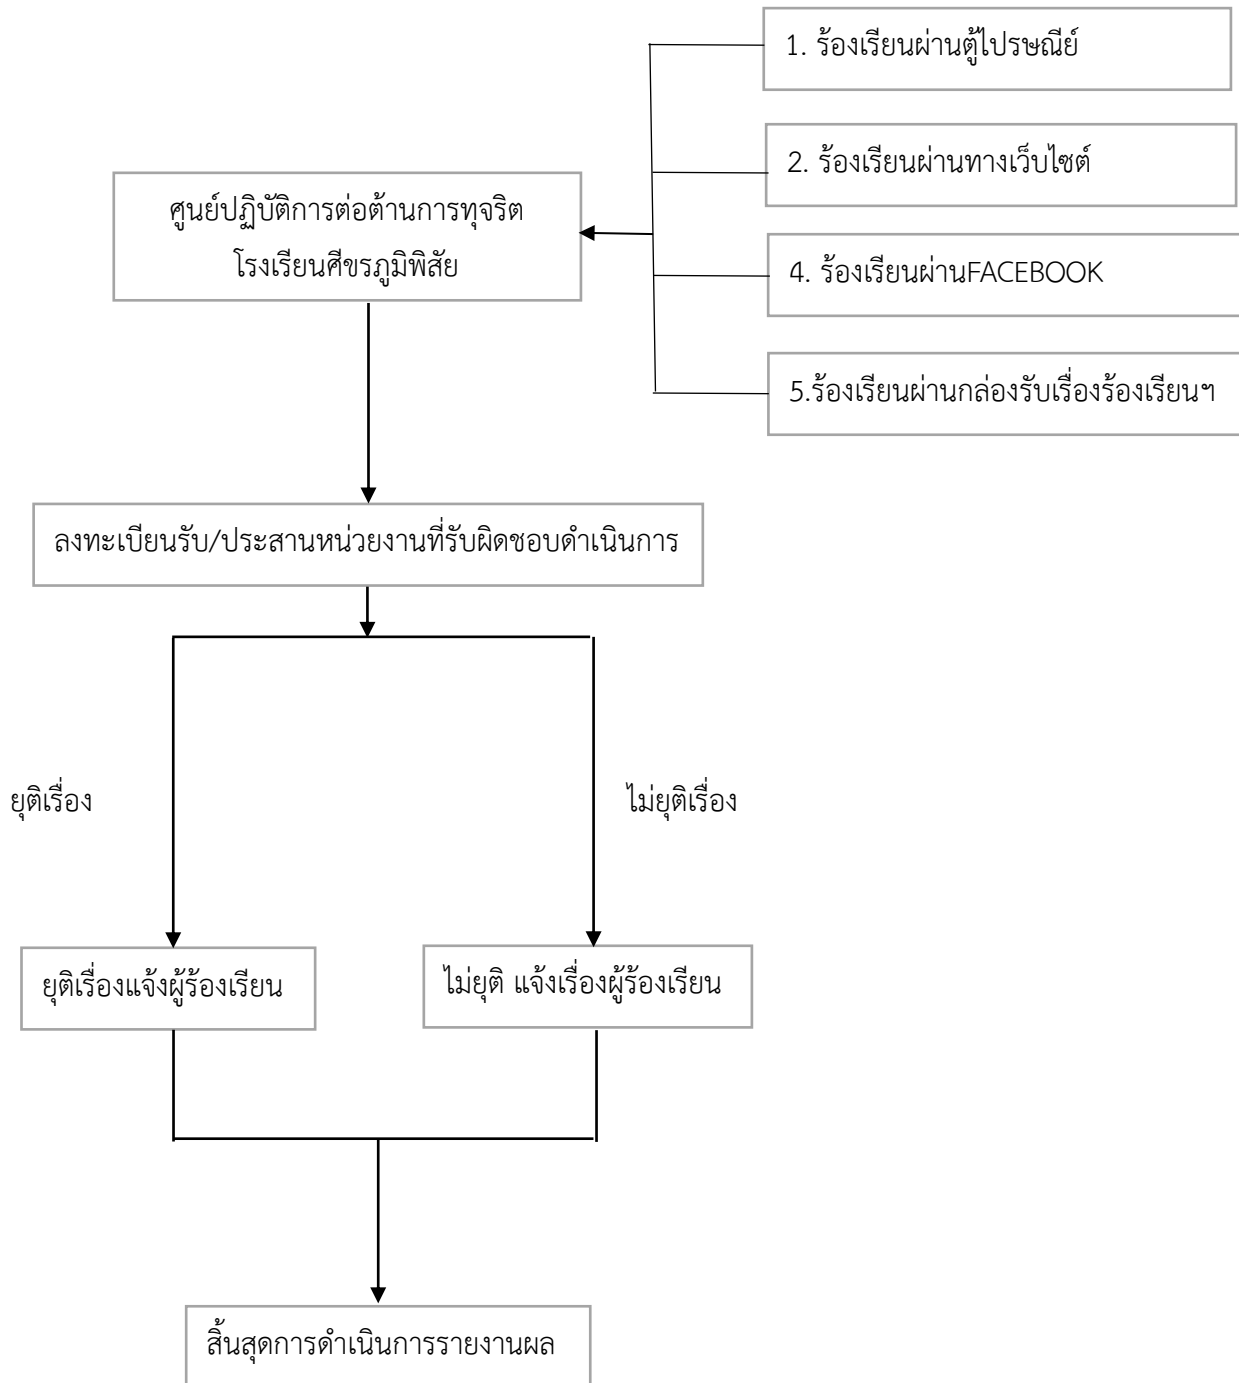 1. ร้องเรียนผ่านตู้ไปรษณีย์
2. ร้องเรียนผ่านทางเว็บไซต์
ศูนย์ปฏิบัติการต่อต้านการทุจริต
โรงเรียนศีขรภูมิพิสัย
4. ร้องเรียนผ่านFACEBOOK
5.ร้องเรียนผ่านกล่องรับเรื่องร้องเรียนฯ
ลงทะเบียนรับ/ประสานหน่วยงานที่รับผิดชอบดำเนินการ
ยุติเรื่อง
ไม่ยุติเรื่อง
ยุติเรื่องแจ้งผู้ร้องเรียน
ไม่ยุติ แจ้งเรื่องผู้ร้องเรียน
สิ้นสุดการดำเนินการรายงานผล